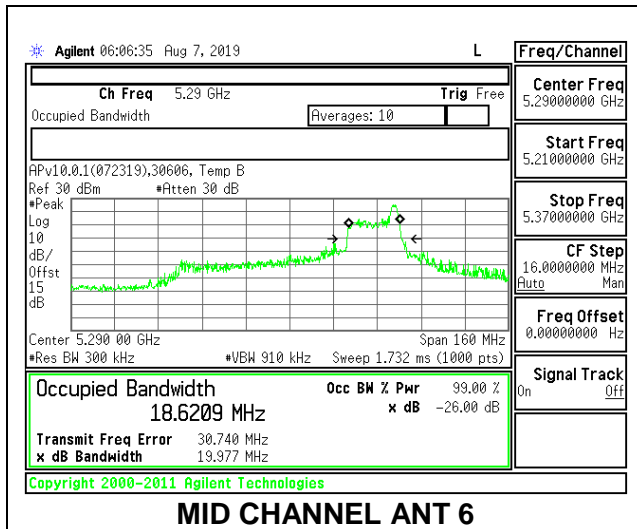 Agilent 06:06:35 Aug 7, 2019 L Freq/Channel
Ch Freq 5.29 GHz Trig Free
Occupied Bandwidth Averages: 10
Center Freq
5.29000000 GHz
Start Freq
5.21000000 GHz
APv10.0.1(072319),30606, Temp B
Ref 30 dBm #Atten 30 dB
#Peak
Log
10
dB/
Offst
15
dB
Stop Freq
5.37000000 GHz
CF Step
16.0000000 MHz
Auto Man
Freq Offset
0.00000000 Hz
Center 5.290 00 GHz Span 160 MHz
#Res BW 300 kHz #VBW 910 kHz Sweep 1.732 ms (1000 pts)
Signal Track
On Off
Occupied Bandwidth Occ BW % Pwr 99.00 %
18.6209 MHz x dB -26.00 dB
Transmit Freq Error 30.740 MHz
x dB Bandwidth 19.977 MHz
Copyright 2000-2011 Agilent Technologies
MID CHANNEL ANT 6